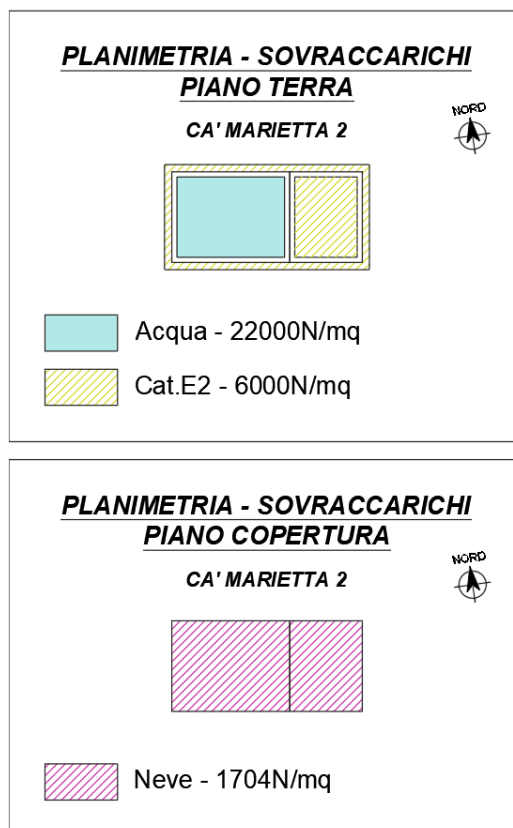 PLANIMETRIA - SOVRACCARICHI
PIANO TERRA
CA' MARIETTA 2
NORD
Acqua - 22000N/mq
Cat.E2 - 6000N/mq
PLANIMETRIA - SOVRACCARICHI
PIANO COPERTURA
CA' MARIETTA 2
NORD
Neve - 1704N/mq